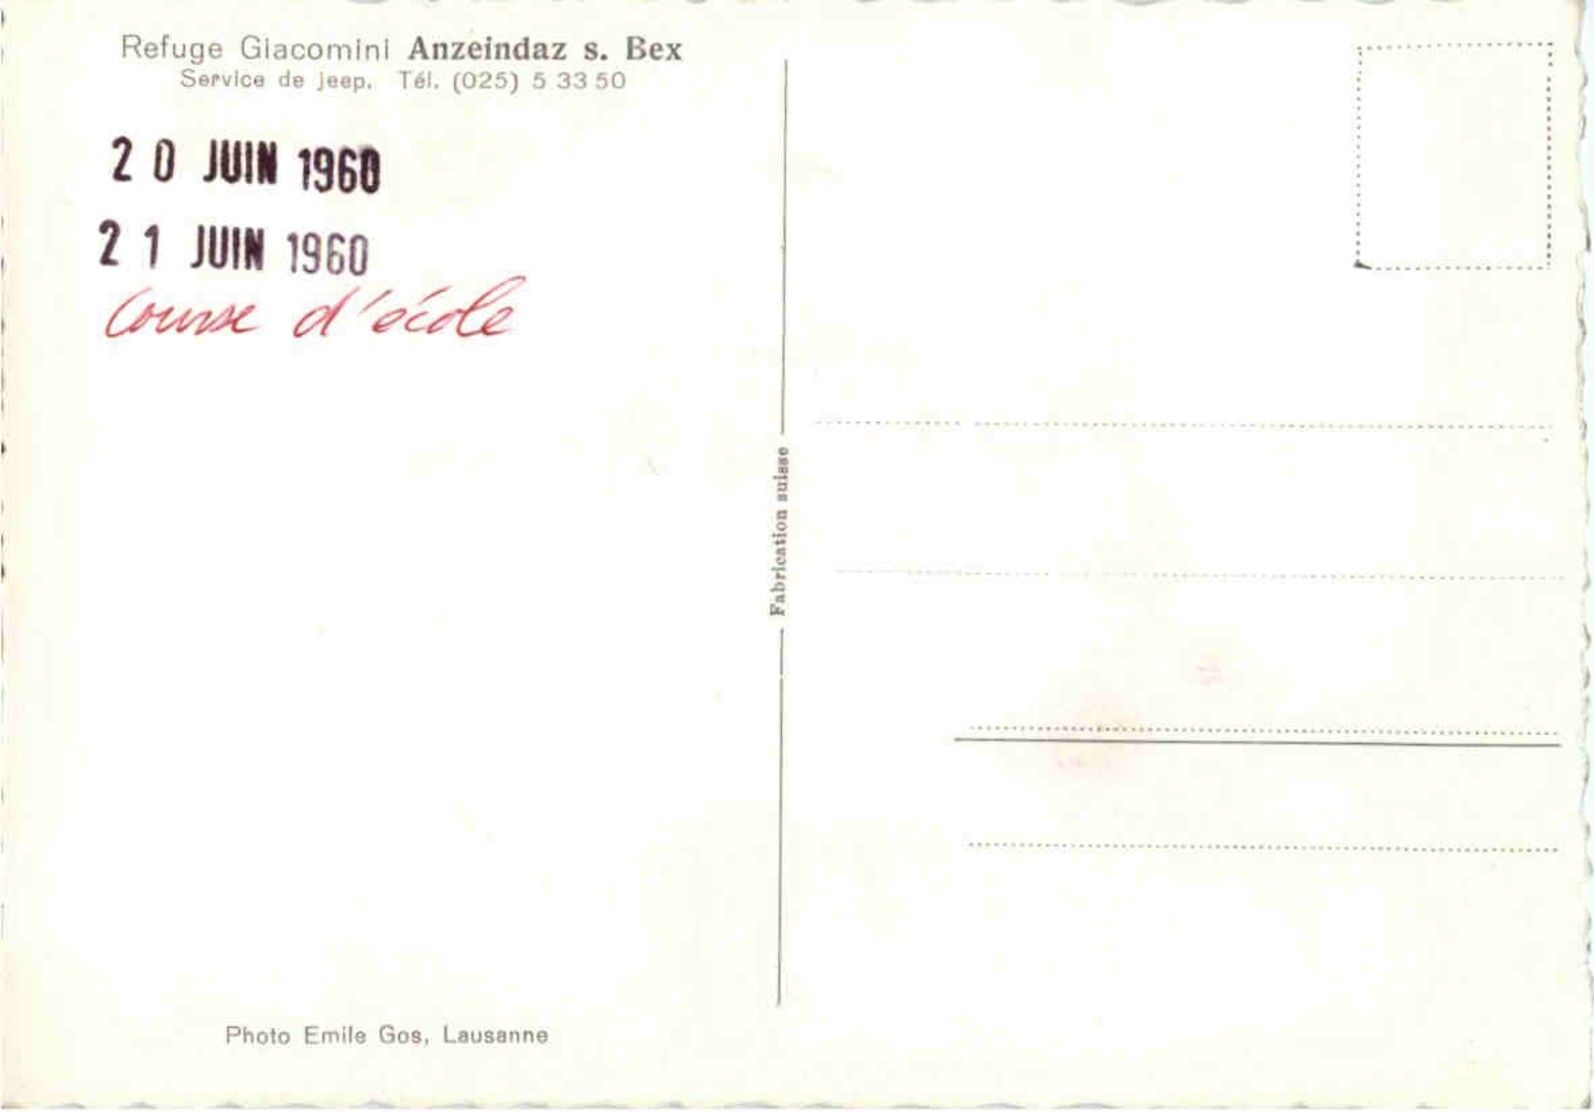 Refuge Giacomini Anzeindaz s. Bex
Service de jeep. Tél. (025) 5 33 50
20 JUIN 1960
21 JUIN 1960
Course d'école
Fabrication suisse
Photo Emile Gos, Lausanne